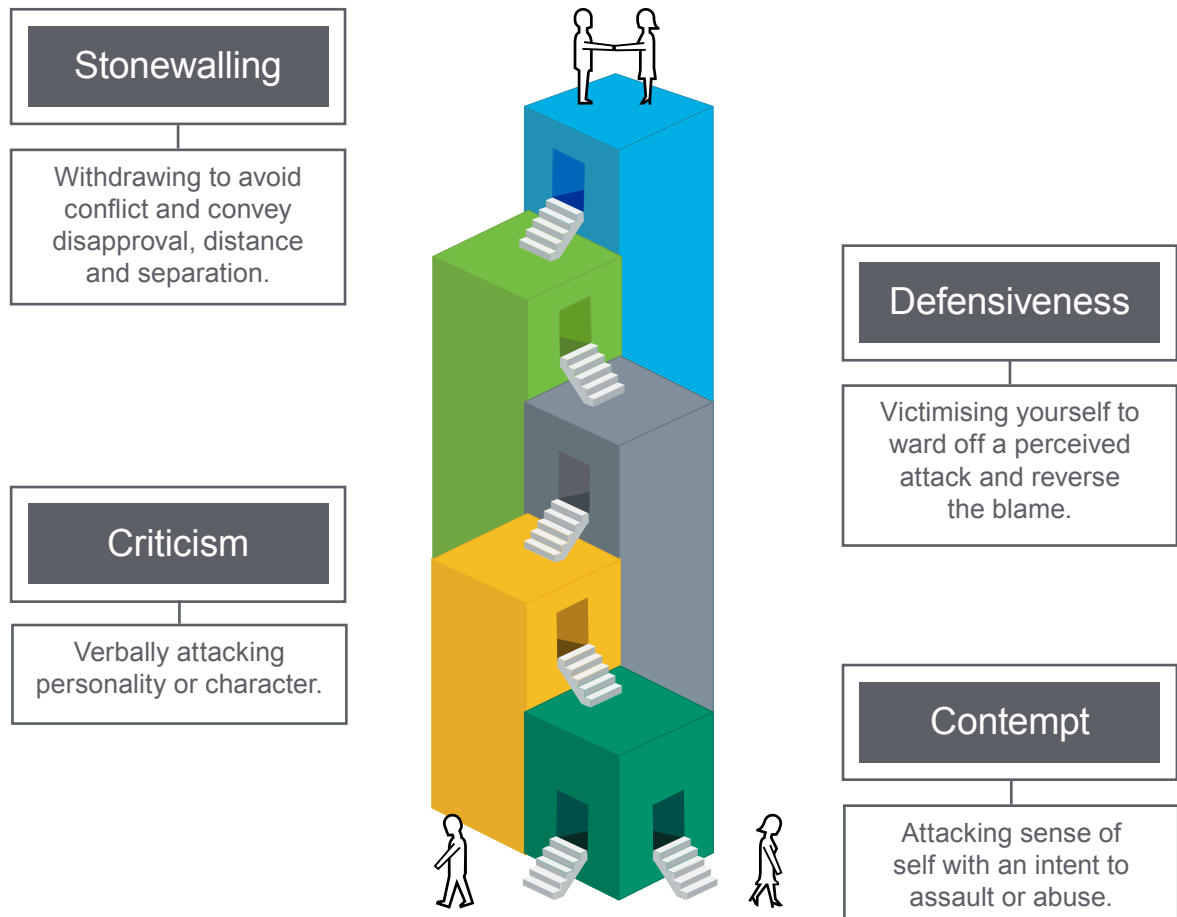 Stonewalling
Withdrawing to avoid
conflict and convey
disapproval, distance
and separation.
Defensiveness
Victimising yourself to
ward off a perceived
attack and reverse
the blame.
Criticism
Verbally attacking
personality or character.
Contempt
Attacking sense of
self with an intent to
assault or abuse.